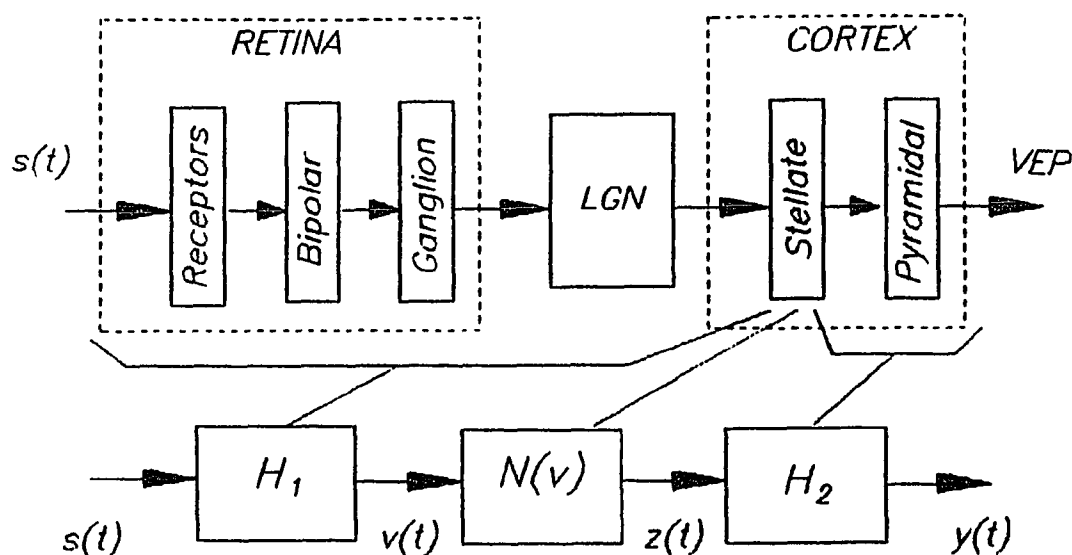 RETINA
CORTEX
s(t)
Receptors
Bipolar
Ganglion
LGN
Stellate
Pyramidal
VEP
H₁
N(v)
H₂
s(t)
v(t)
z(t)
y(t)